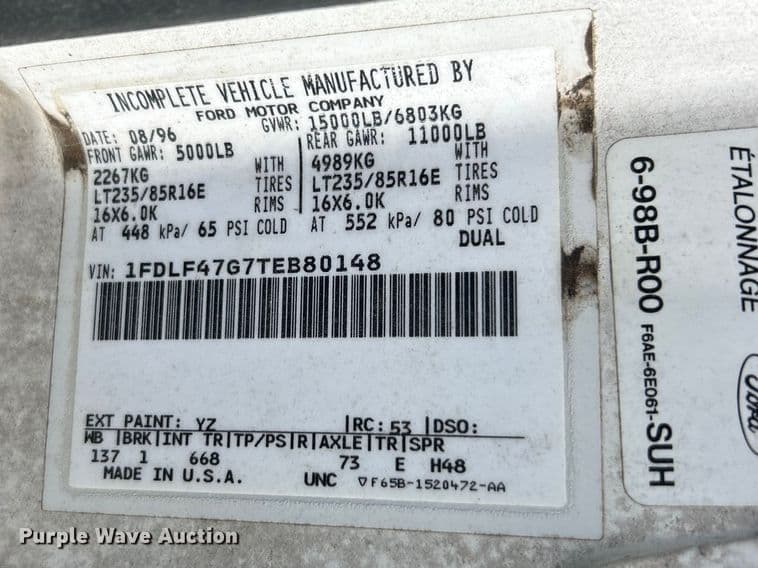 INCOMPLETE VEHICLE MANUFACTURED BY
FORD MOTOR COMPANY
DATE: 08/96 GVWR: 15000LB/6803KG
FRONT GAWR: 5000LB REAR GAWR: 11000LB
2267KG WITH 4989KG WITH
LT235/85R16E TIRES LT235/85R16E TIRES
16X6.0K RIMS 16X6.0K RIMS
AT 448 kPa/ 65 PSI COLD AT 552 kPa/ 80 PSI COLD
DUAL
VIN: 1FDLF47G7TEB80148
EXT PAINT: YZ |RC: 53 |DSO:
WB |BRK|INT TR|TP/PS|R|AXLE|TR|SPR
137 1 668 73 E H48
MADE IN U.S.A. UNC ▽F65B-1520472-AA
ÉTALONNAGE
6-98B-R00 F6AE-6E061-SUH
Ford
Purple Wave Auction